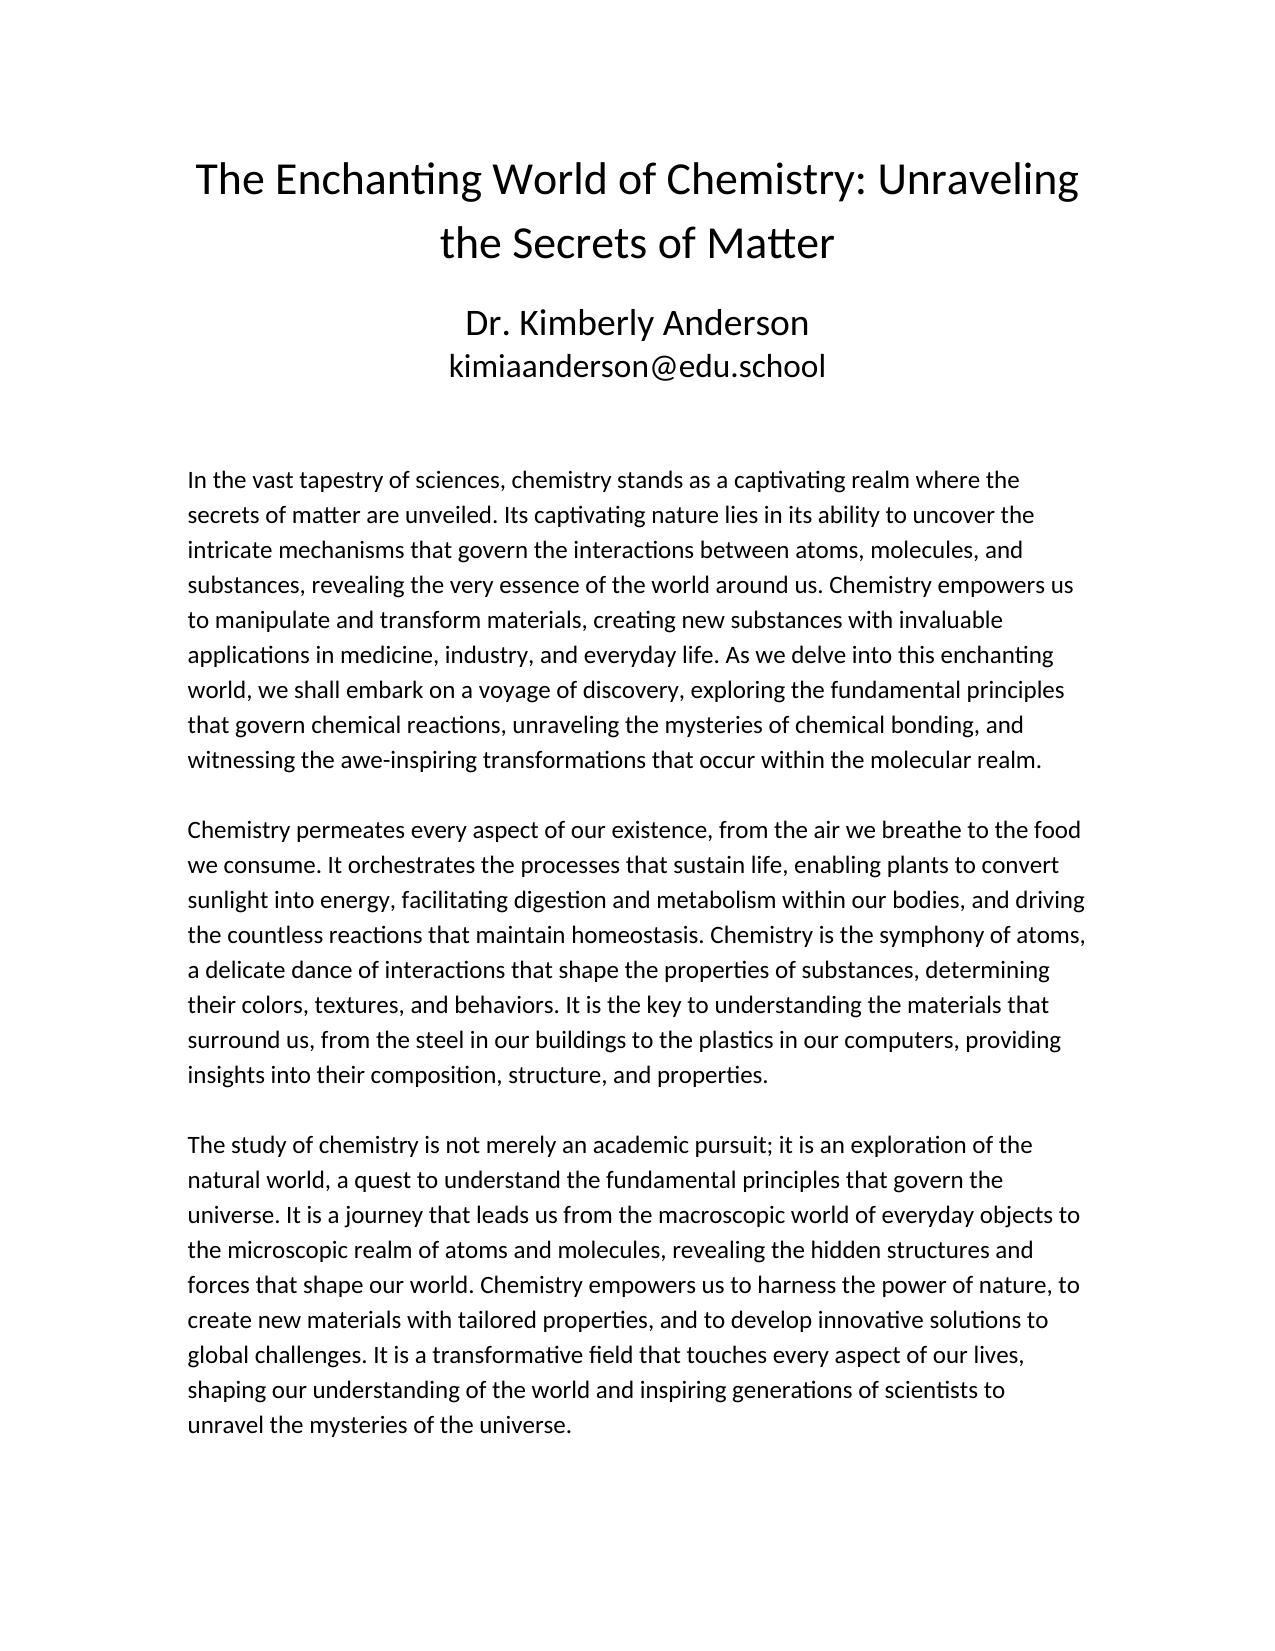 The Enchanting World of Chemistry: Unraveling
the Secrets of Matter
Dr. Kimberly Anderson
kimiaanderson@edu.school
In the vast tapestry of sciences, chemistry stands as a captivating realm where the
secrets of matter are unveiled. Its captivating nature lies in its ability to uncover the
intricate mechanisms that govern the interactions between atoms, molecules, and
substances, revealing the very essence of the world around us. Chemistry empowers us
to manipulate and transform materials, creating new substances with invaluable
applications in medicine, industry, and everyday life. As we delve into this enchanting
world, we shall embark on a voyage of discovery, exploring the fundamental principles
that govern chemical reactions, unraveling the mysteries of chemical bonding, and
witnessing the awe-inspiring transformations that occur within the molecular realm.
Chemistry permeates every aspect of our existence, from the air we breathe to the food
we consume. It orchestrates the processes that sustain life, enabling plants to convert
sunlight into energy, facilitating digestion and metabolism within our bodies, and driving
the countless reactions that maintain homeostasis. Chemistry is the symphony of atoms,
a delicate dance of interactions that shape the properties of substances, determining
their colors, textures, and behaviors. It is the key to understanding the materials that
surround us, from the steel in our buildings to the plastics in our computers, providing
insights into their composition, structure, and properties.
The study of chemistry is not merely an academic pursuit; it is an exploration of the
natural world, a quest to understand the fundamental principles that govern the
universe. It is a journey that leads us from the macroscopic world of everyday objects to
the microscopic realm of atoms and molecules, revealing the hidden structures and
forces that shape our world. Chemistry empowers us to harness the power of nature, to
create new materials with tailored properties, and to develop innovative solutions to
global challenges. It is a transformative field that touches every aspect of our lives,
shaping our understanding of the world and inspiring generations of scientists to
unravel the mysteries of the universe.